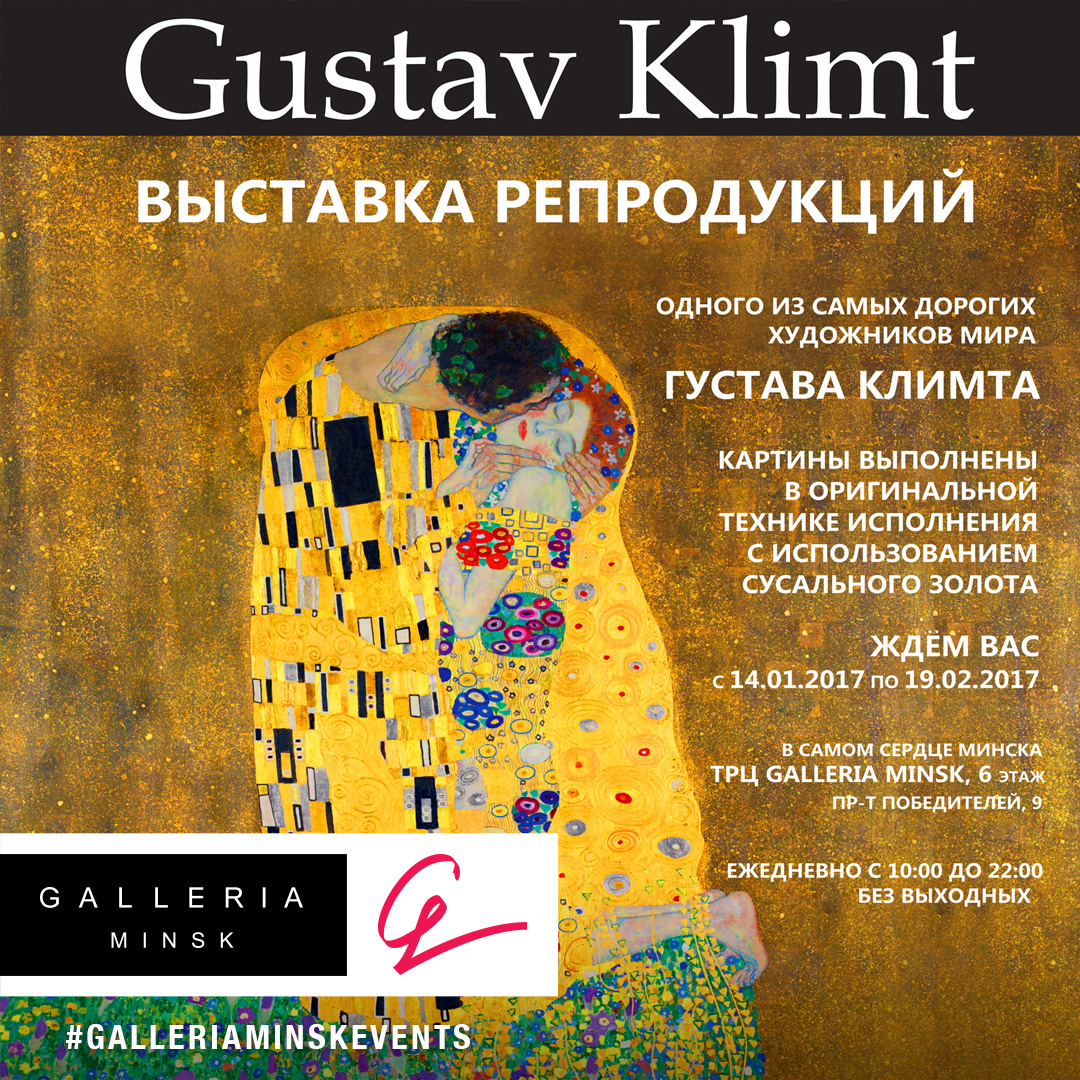 Gustav Klimt
ВЫСТАВКА РЕПРОДУКЦИЙ
ОДНОГО ИЗ САМЫХ ДОРОГИХ
ХУДОЖНИКОВ МИРА
ГУСТАВА КЛИМТА
КАРТИНЫ ВЫПОЛНЕНЫ
В ОРИГИНАЛЬНОЙ
ТЕХНИКЕ ИСПОЛНЕНИЯ
С ИСПОЛЬЗОВАНИЕМ
СУСАЛЬНОГО ЗОЛОТА
ЖДЁМ ВАС
С 14.01.2017 ПО 19.02.2017
В САМОМ СЕРДЦЕ МИНСКА
ТРЦ GALLERIA MINSK, 6 ЭТАЖ
ПР-Т ПОБЕДИТЕЛЕЙ, 9
ЕЖЕДНЕВНО С 10:00 ДО 22:00
БЕЗ ВЫХОДНЫХ
GALLERIA
MINSK
#GALLERIAMINSKEVENTS